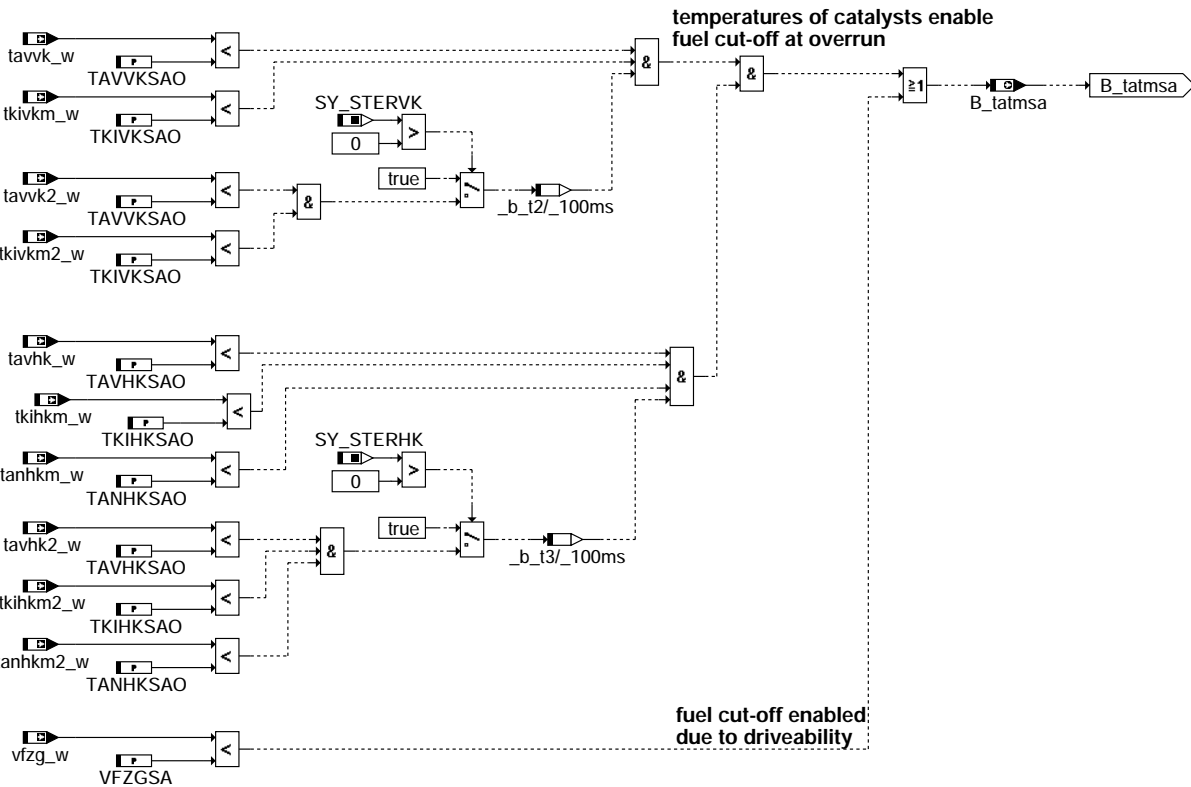 temperatures of catalysts enable
fuel cut-off at overrun
tavvk_w
P
TAVVKSAO
<
&
&
≥1
B_tatmsa
B_tatmsa
tkivkm_w
P
TKIVKSAO
<
SY_STERVK
0
>
true
_b_t2/_100ms
tavvk2_w
P
TAVVKSAO
<
&
tkivkm2_w
P
TKIVKSAO
<
tavhk_w
P
TAVHKSAO
<
&
tkihkm_w
P
TKIHKSAO
<
tanhkm_w
P
TANHKSAO
<
SY_STERHK
0
>
true
_b_t3/_100ms
tavhk2_w
P
TAVHKSAO
<
&
tkihkm2_w
P
TKIHKSAO
<
tanhkm2_w
P
TANHKSAO
<
fuel cut-off enabled
due to driveability
vfzg_w
P
VFZGSA
<